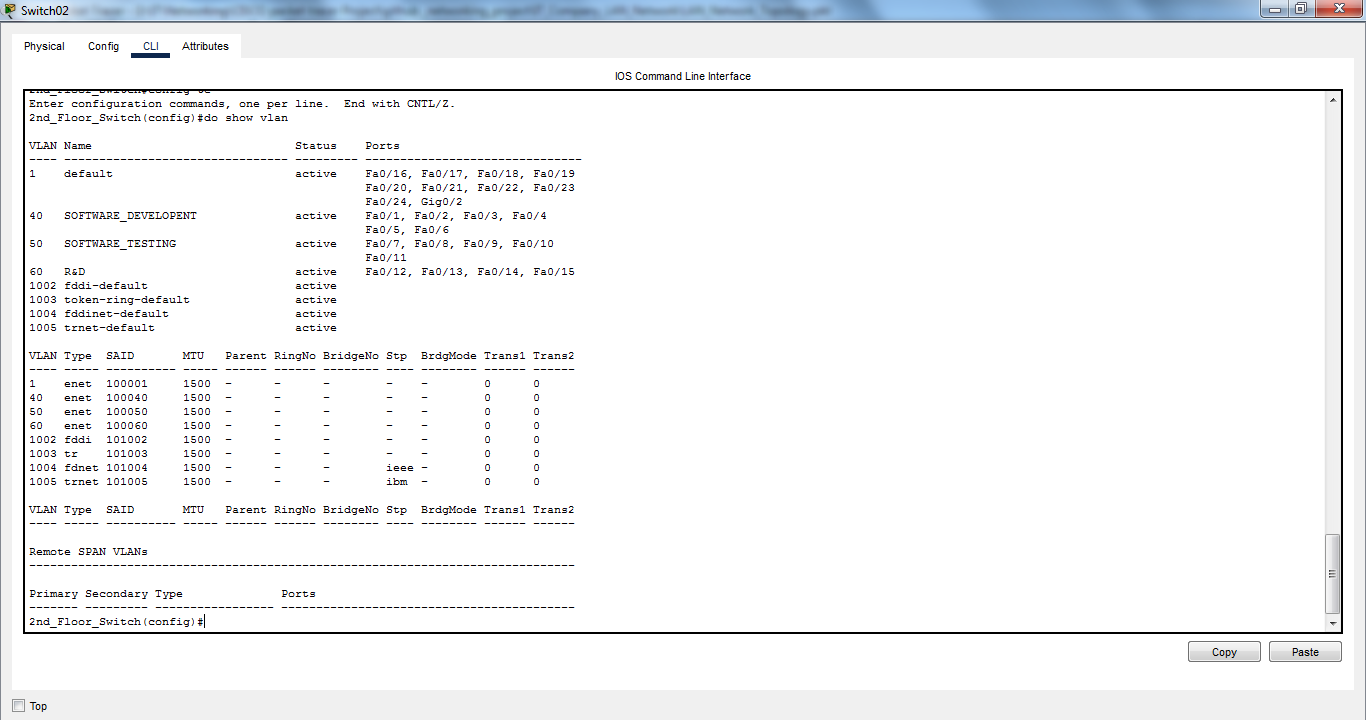 Switch02
Physical Config CLI Attributes
IOS Command Line Interface
Enter configuration commands, one per line.  End with CNTL/Z.
2nd_Floor_Switch(config)#do show vlan
VLAN Name                             Status    Ports
---- -------------------------------- --------- -------------------------------
1    default                          active    Fa0/16, Fa0/17, Fa0/18, Fa0/19
                                                Fa0/20, Fa0/21, Fa0/22, Fa0/23
                                                Fa0/24, Gig0/2
40   SOFTWARE_DEVELOPENT              active    Fa0/1, Fa0/2, Fa0/3, Fa0/4
                                                Fa0/5, Fa0/6
50   SOFTWARE_TESTING                 active    Fa0/7, Fa0/8, Fa0/9, Fa0/10
                                                Fa0/11
60   R&D                              active    Fa0/12, Fa0/13, Fa0/14, Fa0/15
1002 fddi-default                     active
1003 token-ring-default               active
1004 fddinet-default                  active
1005 trnet-default                    active
VLAN Type  SAID       MTU   Parent RingNo BridgeNo Stp  BrdgMode Trans1 Trans2
---- ----- ---------- ----- ------ ------ -------- ---- -------- ------ ------
1    enet  100001     1500  -      -      -        -    -        0      0
40   enet  100040     1500  -      -      -        -    -        0      0
50   enet  100050     1500  -      -      -        -    -        0      0
60   enet  100060     1500  -      -      -        -    -        0      0
1002 fddi  101002     1500  -      -      -        -    -        0      0
1003 tr    101003     1500  -      -      -        -    -        0      0
1004 fdnet 101004     1500  -      -      -        ieee -        0      0
1005 trnet 101005     1500  -      -      -        ibm  -        0      0
VLAN Type  SAID       MTU   Parent RingNo BridgeNo Stp  BrdgMode Trans1 Trans2
---- ----- ---------- ----- ------ ------ -------- ---- -------- ------ ------
Remote SPAN VLANs
------------------------------------------------------------------------------
Primary Secondary Type              Ports
------- --------- ----------------- ------------------------------------------
2nd_Floor_Switch(config)#
Copy Paste
Top